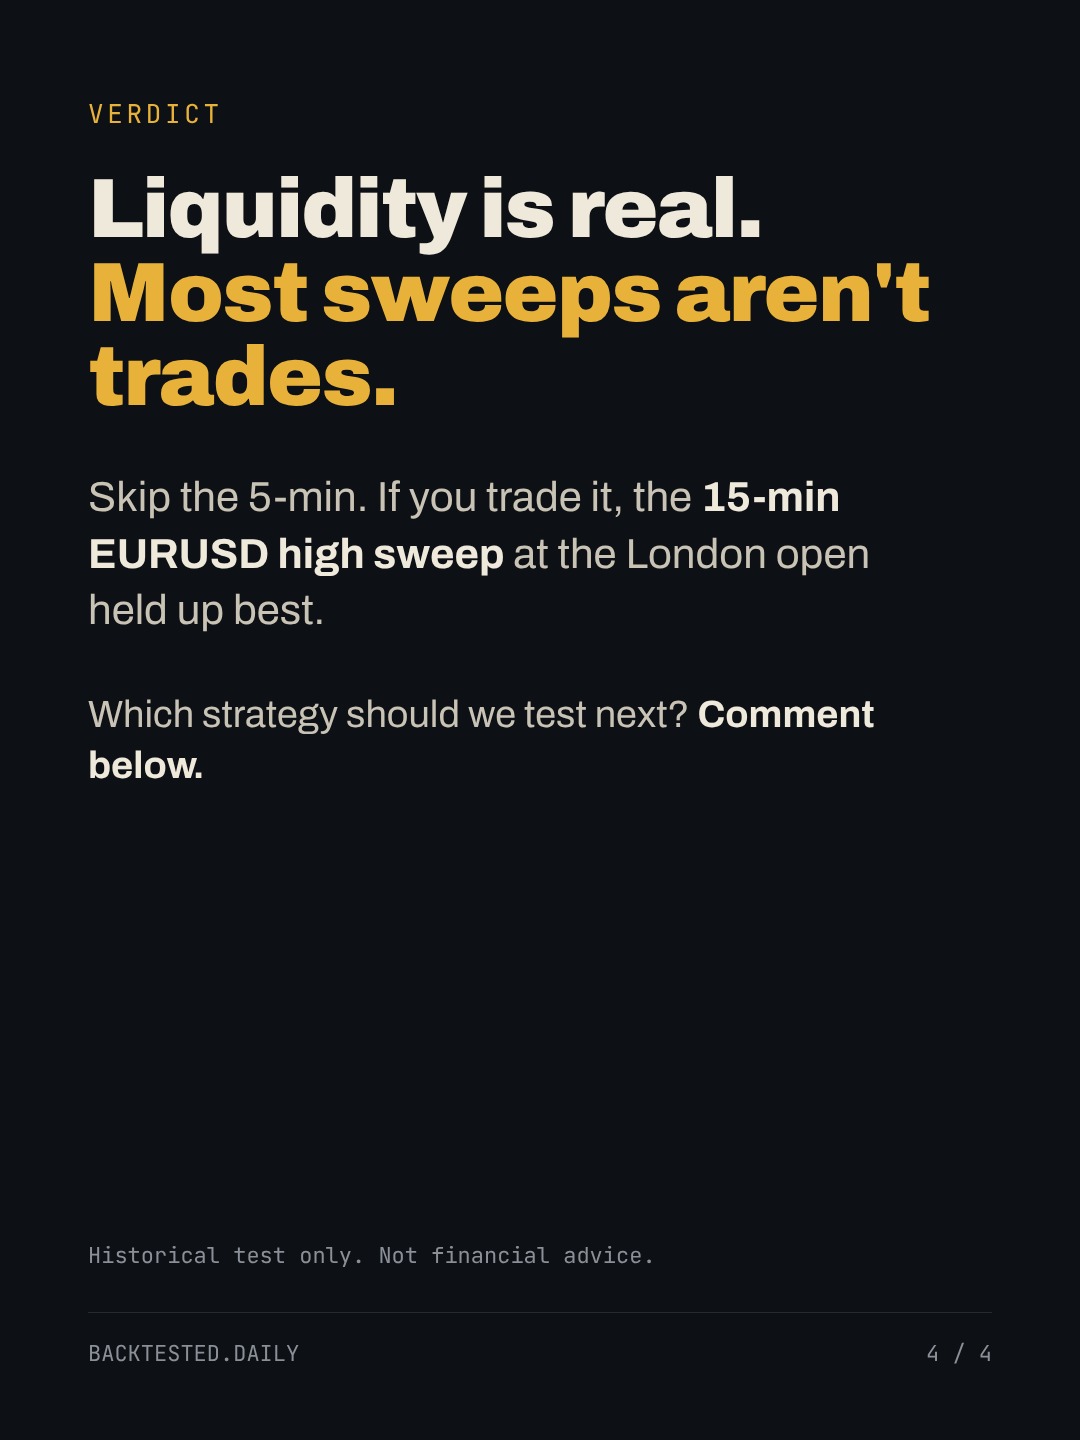 VERDICT
Liquidity is real.
Most sweeps aren't
trades.
Skip the 5-min. If you trade it, the 15-min
EURUSD high sweep at the London open
held up best.
Which strategy should we test next? Comment
below.
Historical test only. Not financial advice.
BACKTESTED.DAILY
4 / 4